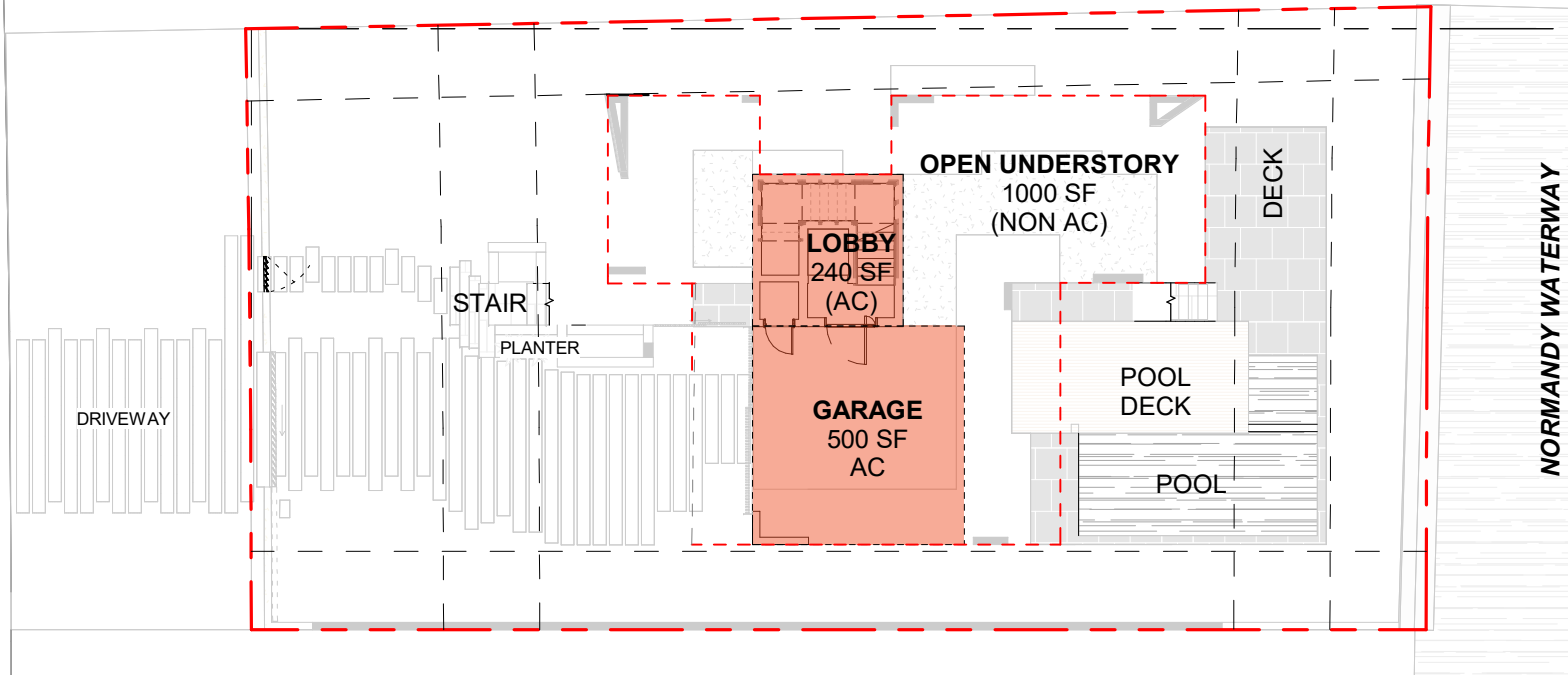 OPEN UNDERSTORY
1000 SF
(NON AC)
DECK
LOBBY
240 SF
(AC)
STAIR
PLANTER
DRIVEWAY
GARAGE
500 SF
AC
POOL
DECK
POOL
NORMANDY WATERWAY